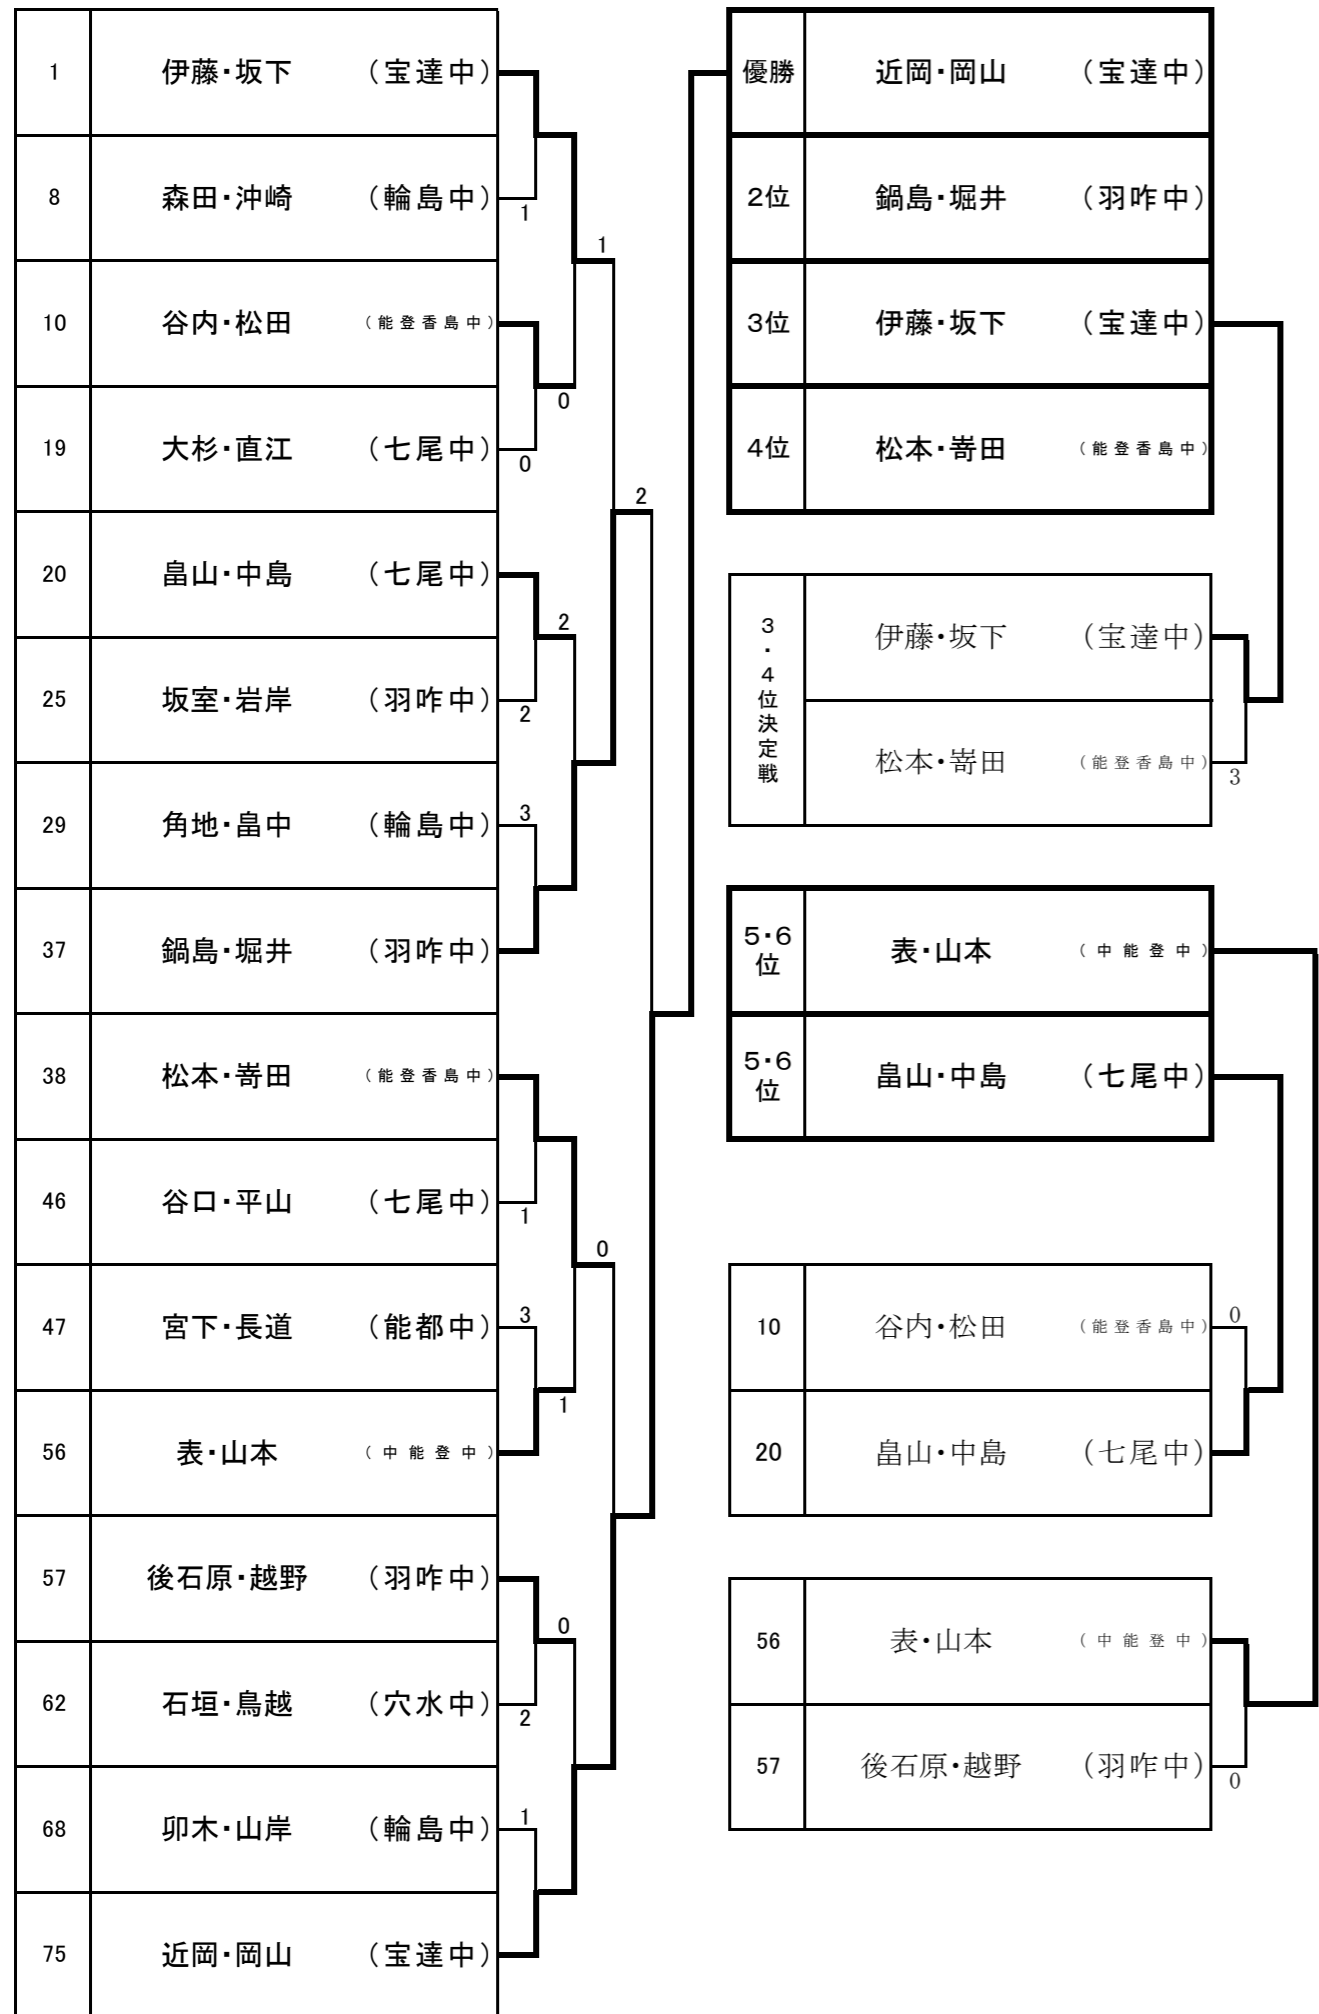 1 伊藤・坂下 （宝達中）
8 森田・沖崎 （輪島中）
1
1
10 谷内・松田 （能登香島中）
0
19 大杉・直江 （七尾中）
0
2
20 畠山・中島 （七尾中）
2
25 坂室・岩岸 （羽咋中）
2
29 角地・畠中 （輪島中）
3
37 鍋島・堀井 （羽咋中）
38 松本・嵜田 （能登香島中）
46 谷口・平山 （七尾中）
1
0
47 宮下・長道 （能都中）
3
1
56 表・山本 （中能登中）
57 後石原・越野 （羽咋中）
0
62 石垣・鳥越 （穴水中）
2
68 卯木・山岸 （輪島中）
1
75 近岡・岡山 （宝達中）
優勝 近岡・岡山 （宝達中）
2位 鍋島・堀井 （羽咋中）
3位 伊藤・坂下 （宝達中）
4位 松本・嵜田 （能登香島中）
3・4位決定戦
伊藤・坂下 （宝達中）
松本・嵜田 （能登香島中）
3
5・6位 表・山本 （中能登中）
5・6位 畠山・中島 （七尾中）
10 谷内・松田 （能登香島中）
0
20 畠山・中島 （七尾中）
56 表・山本 （中能登中）
57 後石原・越野 （羽咋中）
0